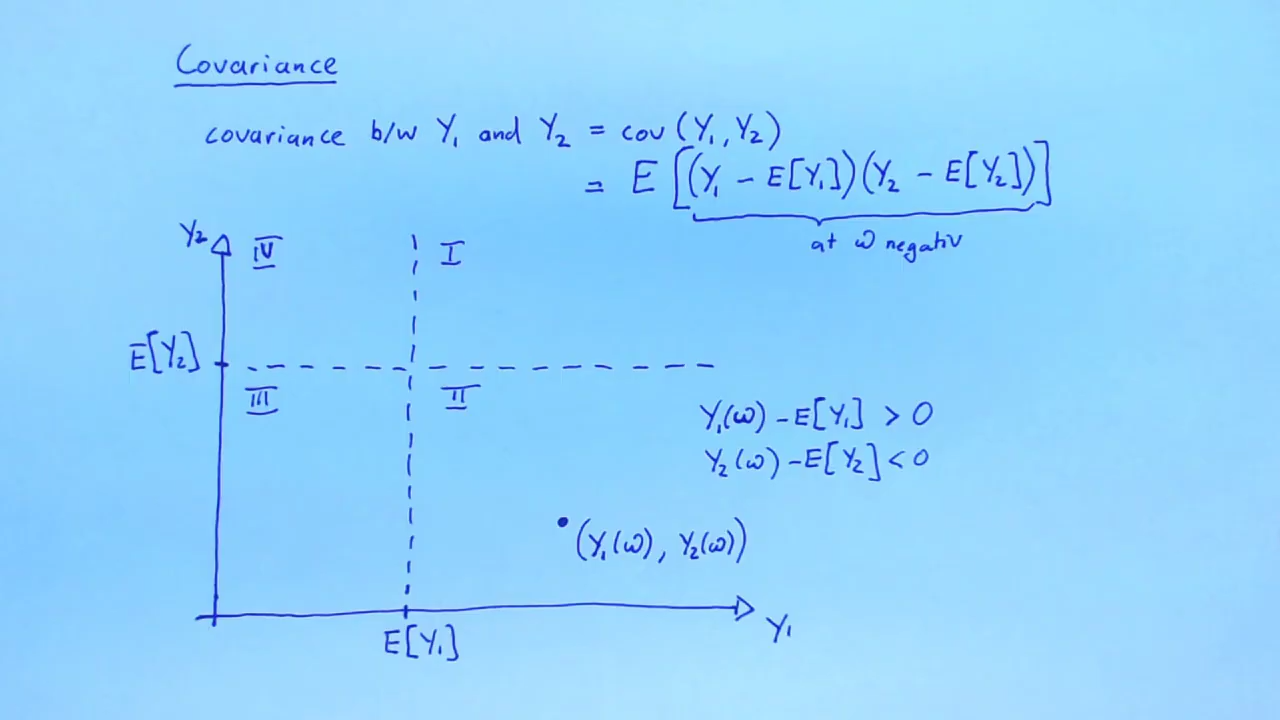 Covariance
covariance b/w Y₁ and Y₂ = cov(Y₁, Y₂)
= E[(Y₁ - E[Y₁])(Y₂ - E[Y₂])]
at ω negativ
Y₂
IV
I
E[Y₂]
III
II
Y₁(ω) - E[Y₁] > 0
Y₂(ω) - E[Y₂] < 0
(Y₁(ω), Y₂(ω))
E[Y₁]
Y₁